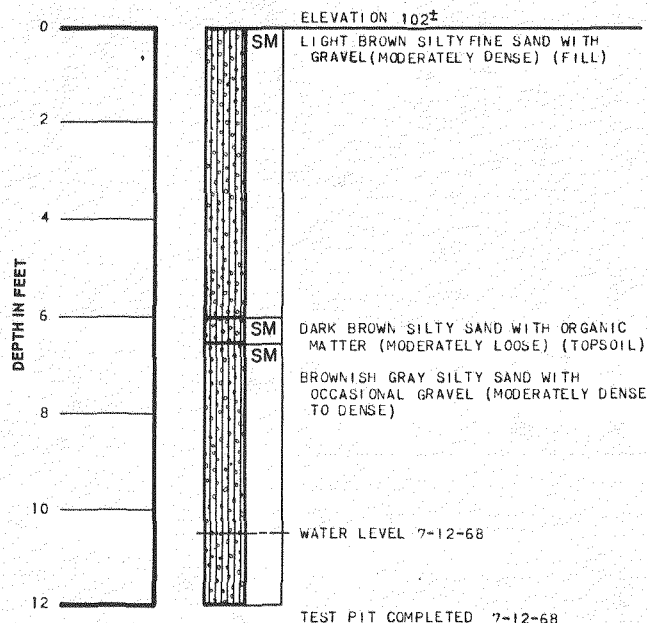 ELEVATION 102±
0
SM
LIGHT BROWN SILTY FINE SAND WITH
GRAVEL (MODERATELY DENSE) (FILL)
2
4
DEPTH IN FEET
6
SM
DARK BROWN SILTY SAND WITH ORGANIC
MATTER (MODERATELY LOOSE) (TOPSOIL)
SM
BROWNISH GRAY SILTY SAND WITH
OCCASIONAL GRAVEL (MODERATELY DENSE
TO DENSE)
8
10
WATER LEVEL 7-12-68
12
TEST PIT COMPLETED 7-12-68